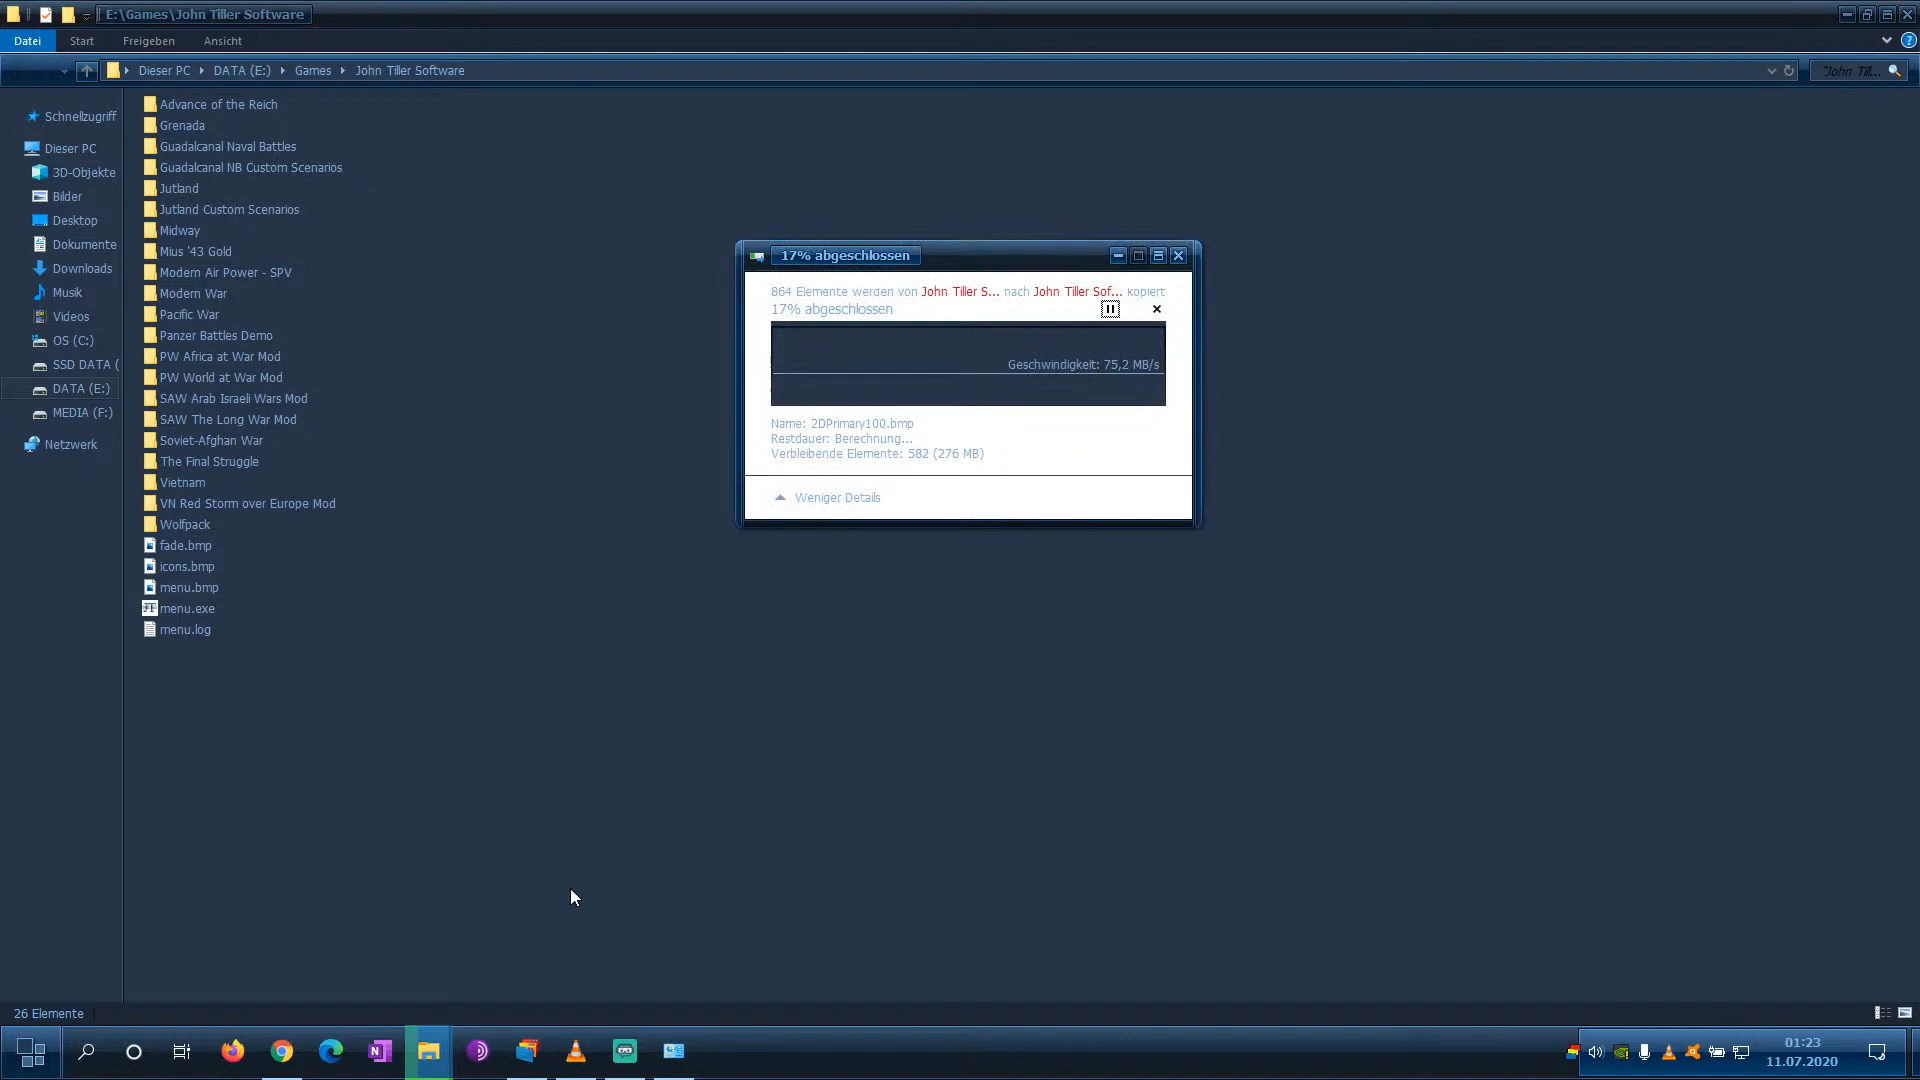 E:\Games\John Tiller Software
Datei Start Freigeben Ansicht
Dieser PC DATA (E:) Games John Tiller Software
"John Till...
Schnellzugriff
Dieser PC
3D-Objekte
Bilder
Desktop
Dokumente
Downloads
Musik
Videos
OS (C:)
SSD DATA (
DATA (E:)
MEDIA (F:)
Netzwerk
Advance of the Reich
Grenada
Guadalcanal Naval Battles
Guadalcanal NB Custom Scenarios
Jutland
Jutland Custom Scenarios
Midway
Mius '43 Gold
Modern Air Power - SPV
Modern War
Pacific War
Panzer Battles Demo
PW Africa at War Mod
PW World at War Mod
SAW Arab Israeli Wars Mod
SAW The Long War Mod
Soviet-Afghan War
The Final Struggle
Vietnam
VN Red Storm over Europe Mod
Wolfpack
fade.bmp
icons.bmp
menu.bmp
menu.exe
menu.log
17% abgeschlossen
864 Elemente werden von John Tiller S... nach John Tiller Sof... kopiert
17% abgeschlossen
Geschwindigkeit: 75,2 MB/s
Name: 2DPrimary100.bmp
Restdauer: Berechnung...
Verbleibende Elemente: 582 (276 MB)
Weniger Details
26 Elemente
01:23
11.07.2020